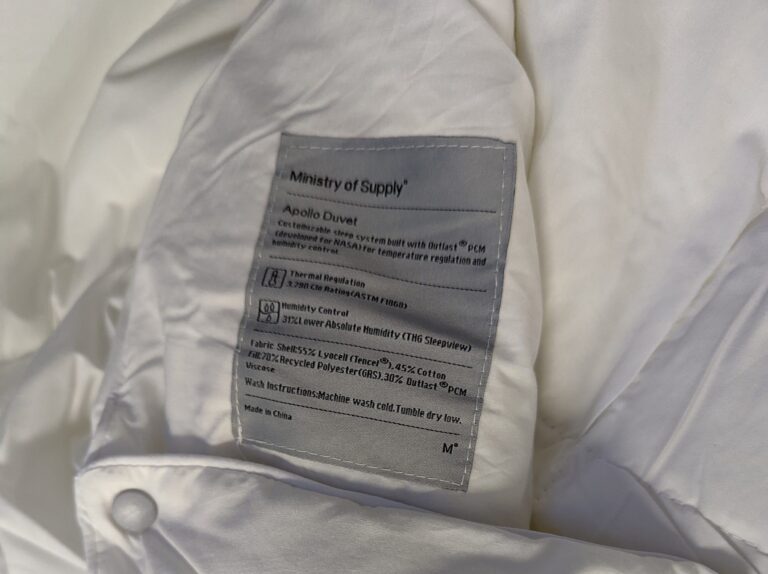 Ministry of Supply°
Apollo Duvet
Customizable sleep system built with Outlast® PCM
(developed for NASA) for temperature regulation and
humidity control
Thermal Regulation
3.290 Clo Rating(ASTM F1868)
Humidity Control
31%Lower Absolute Humidity (THG Sleepview)
Fabric Shell:55% Lyocell (Tencel®),45% Cotton
Fill:70%Recycled Polyester(GRS),30% Outlast®PCM
Viscose
Wash Instructions:Machine wash cold.Tumble dry low.
Made in China
M°